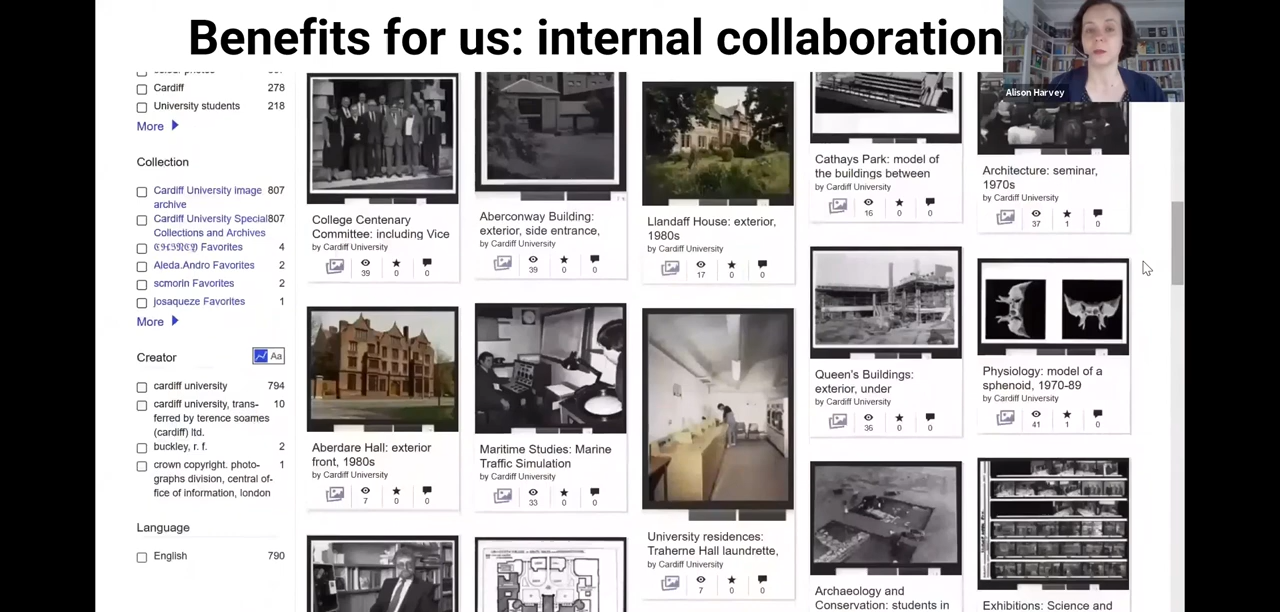 Benefits for us: internal collaboration
Alison Harvey
Cardiff 278
University students 218
More
Collection
Cardiff University image 807
archive
Cardiff University Special 807
Collections and Archives
Favorites 4
Aleda.Andro Favorites 2
scmorin Favorites 2
josaqueze Favorites 1
More
Creator
Aa
cardiff university 794
cardiff university, trans- 10
ferred by terence soames
(cardiff) ltd.
buckley, r. f. 2
crown copyright. photo- 1
graphs division, central of-
fice of information, london
Language
English 790
College Centenary
Committee: including Vice
by Cardiff University
39 0 0
Aberdare Hall: exterior
front, 1980s
by Cardiff University
7 0 0
Aberconway Building:
exterior, side entrance,
by Cardiff University
39 0 0
Maritime Studies: Marine
Traffic Simulation
by Cardiff University
33 0 0
Llandaff House: exterior,
1980s
by Cardiff University
17 0 0
University residences:
Traherne Hall laundrette,
by Cardiff University
7 0 0
Cathays Park: model of
the buildings between
by Cardiff University
16 0 0
Queen's Buildings:
exterior, under
by Cardiff University
36 0 0
Archaeology and
Conservation: students in
Architecture: seminar,
1970s
by Cardiff University
37 1 0
Physiology: model of a
sphenoid, 1970-89
by Cardiff University
41 1 0
Exhibitions: Science and